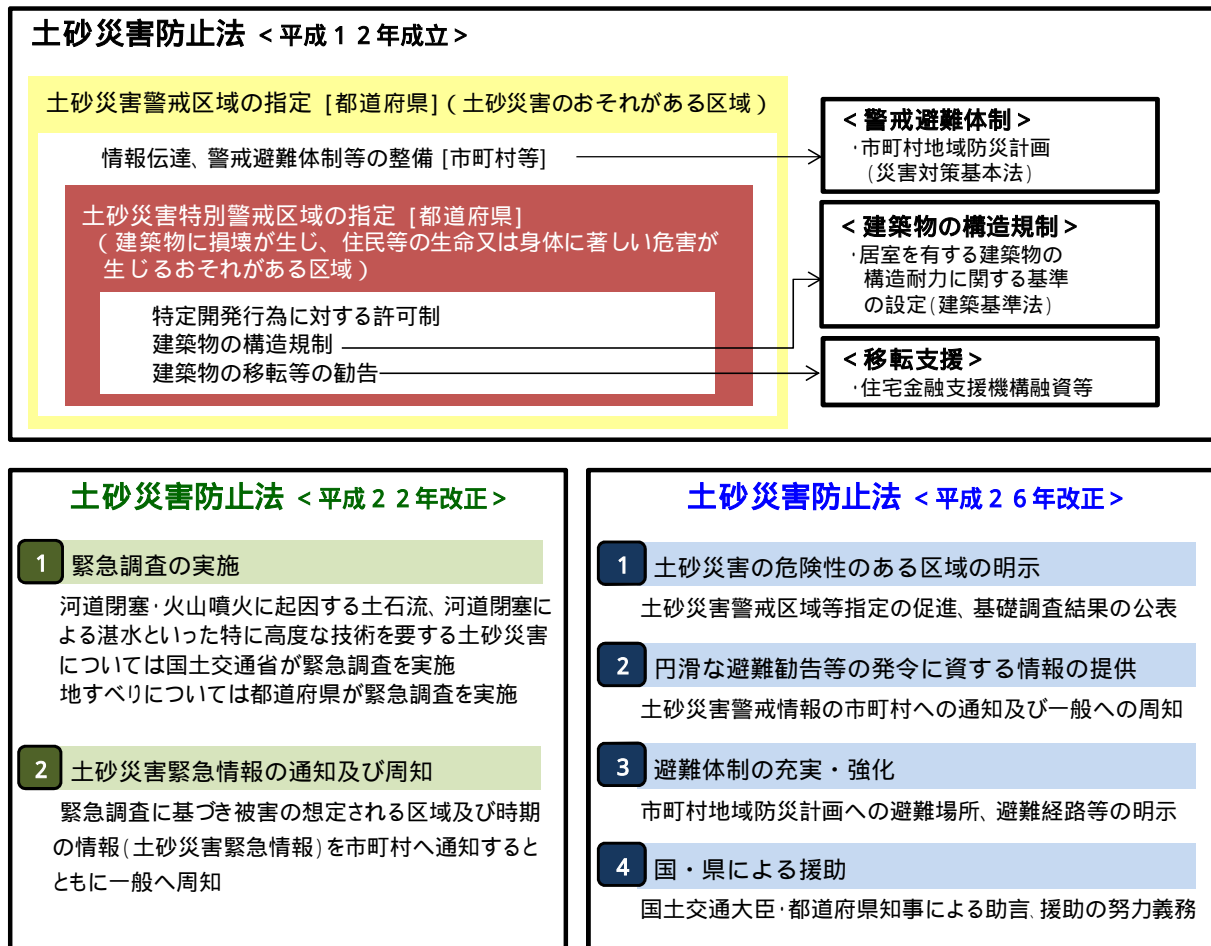 土砂災害防止法 <平成12年成立>
土砂災害警戒区域の指定 [都道府県](土砂災害のおそれがある区域)
情報伝達、警戒避難体制等の整備 [市町村等]
土砂災害特別警戒区域の指定 [都道府県]
(建築物に損壊が生じ、住民等の生命又は身体に著しい危害が
生じるおそれがある区域)
特定開発行為に対する許可制
建築物の構造規制
建築物の移転等の勧告
<警戒避難体制>
・市町村地域防災計画
(災害対策基本法)
<建築物の構造規制>
・居室を有する建築物の
構造耐力に関する基準
の設定(建築基準法)
<移転支援>
・住宅金融支援機構融資等
土砂災害防止法 <平成22年改正>
1 緊急調査の実施
河道閉塞・火山噴火に起因する土石流、河道閉塞に
よる湛水といった特に高度な技術を要する土砂災害
については国土交通省が緊急調査を実施
地すべりについては都道府県が緊急調査を実施
2 土砂災害緊急情報の通知及び周知
緊急調査に基づき被害の想定される区域及び時期
の情報(土砂災害緊急情報)を市町村へ通知すると
ともに一般へ周知
土砂災害防止法 <平成26年改正>
1 土砂災害の危険性のある区域の明示
土砂災害警戒区域等指定の促進、基礎調査結果の公表
2 円滑な避難勧告等の発令に資する情報の提供
土砂災害警戒情報の市町村への通知及び一般への周知
3 避難体制の充実・強化
市町村地域防災計画への避難場所、避難経路等の明示
4 国・県による援助
国土交通大臣・都道府県知事による助言、援助の努力義務